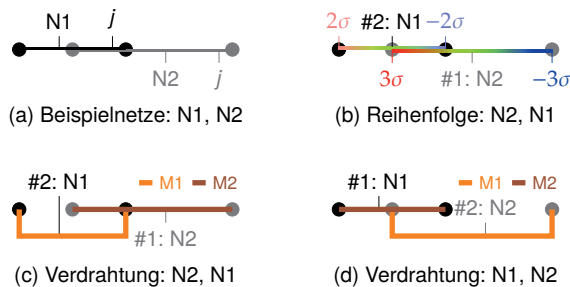 N1 j
N2 j
(a) Beispielnetze: N1, N2
2σ #2: N1 −2σ
3σ #1: N2 −3σ
(b) Reihenfolge: N2, N1
M1 M2
#2: N1
#1: N2
(c) Verdrahtung: N2, N1
M1 M2
#1: N1
#2: N2
(d) Verdrahtung: N1, N2